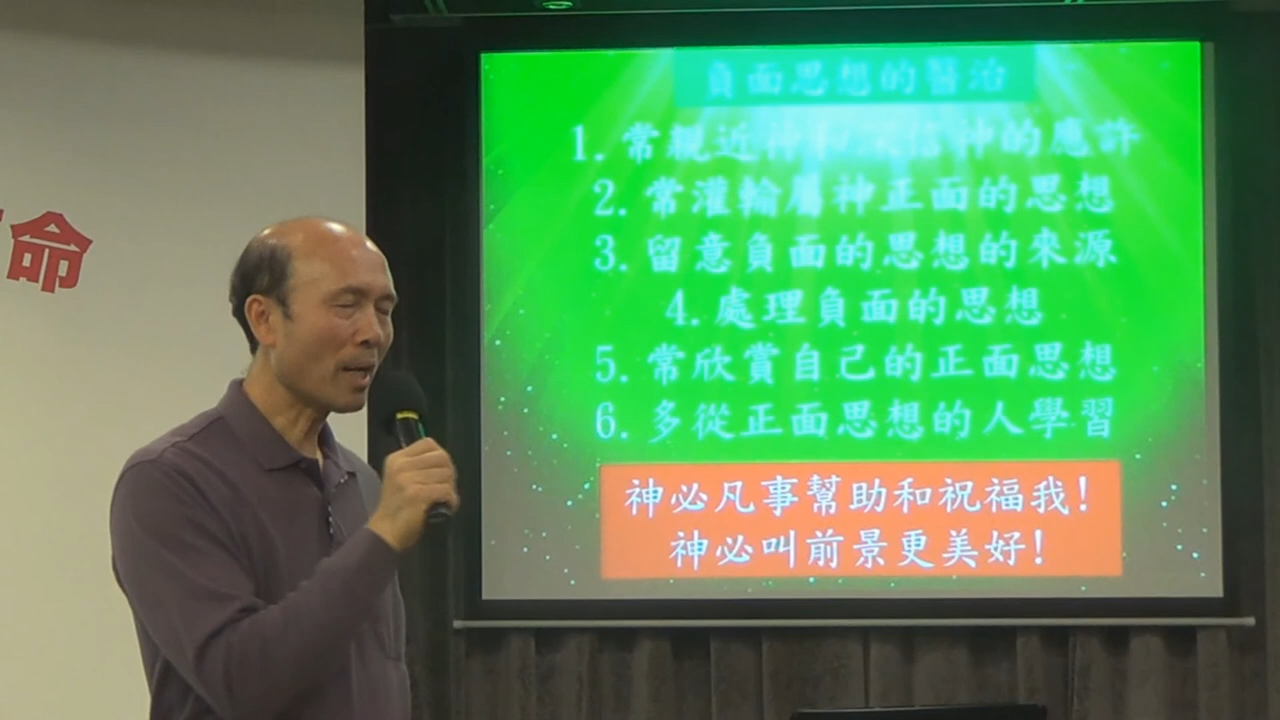 命
負面思想的醫治
1. 常親近神和深信神的應許
2. 常灌輸屬神正面的思想
3. 留意負面的思想的來源
4. 處理負面的思想
5. 常欣賞自己的正面思想
6. 多從正面思想的人學習
神必凡事幫助和祝福我!
神必叫前景更美好!